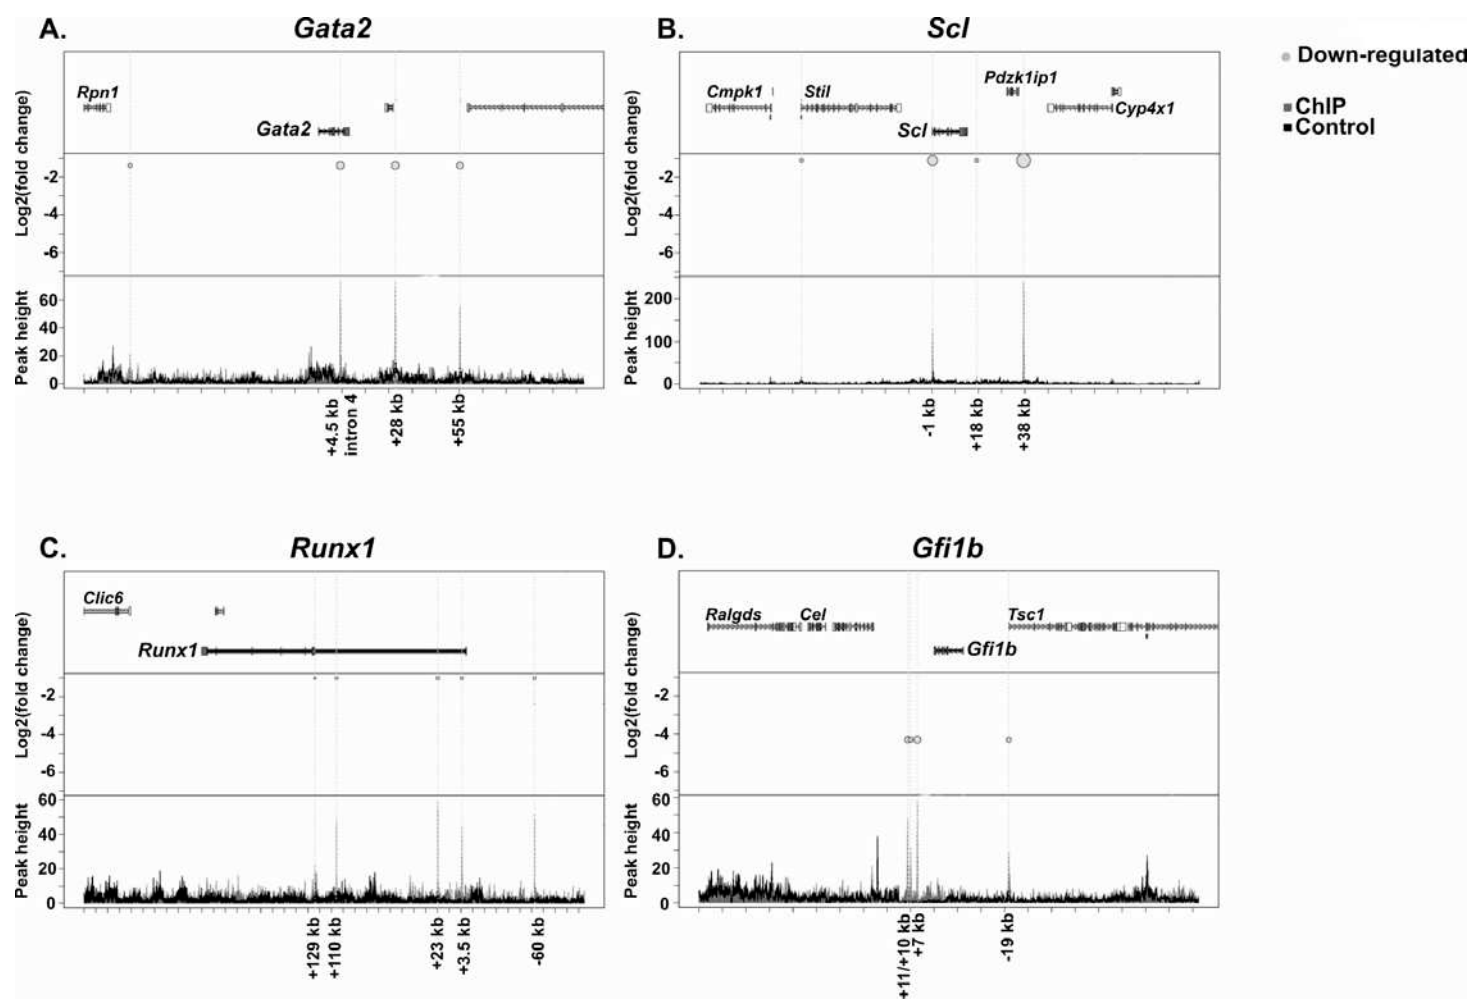 A.
Gata2
Rpn1
Gata2
Log2(fold change)
-2
-4
-6
Peak height
60
40
20
0
+4.5 kb
intron 4
+28 kb
+55 kb
B.
Scl
Cmpk1
Stil
Pdzk1ip1
Cyp4x1
Scl
Log2(fold change)
-2
-4
-6
Peak height
200
100
0
-1 kb
+18 kb
+38 kb
Down-regulated
ChIP
Control
C.
Runx1
Clic6
Runx1
Log2(fold change)
-2
-4
-6
Peak height
60
40
20
0
+129 kb
+110 kb
+23 kb
+3.5 kb
-60 kb
D.
Gfi1b
Ralgds
Cel
Tsc1
Gfi1b
Log2(fold change)
-2
-4
-6
Peak height
60
40
20
0
+11/+10 kb
+7 kb
-19 kb